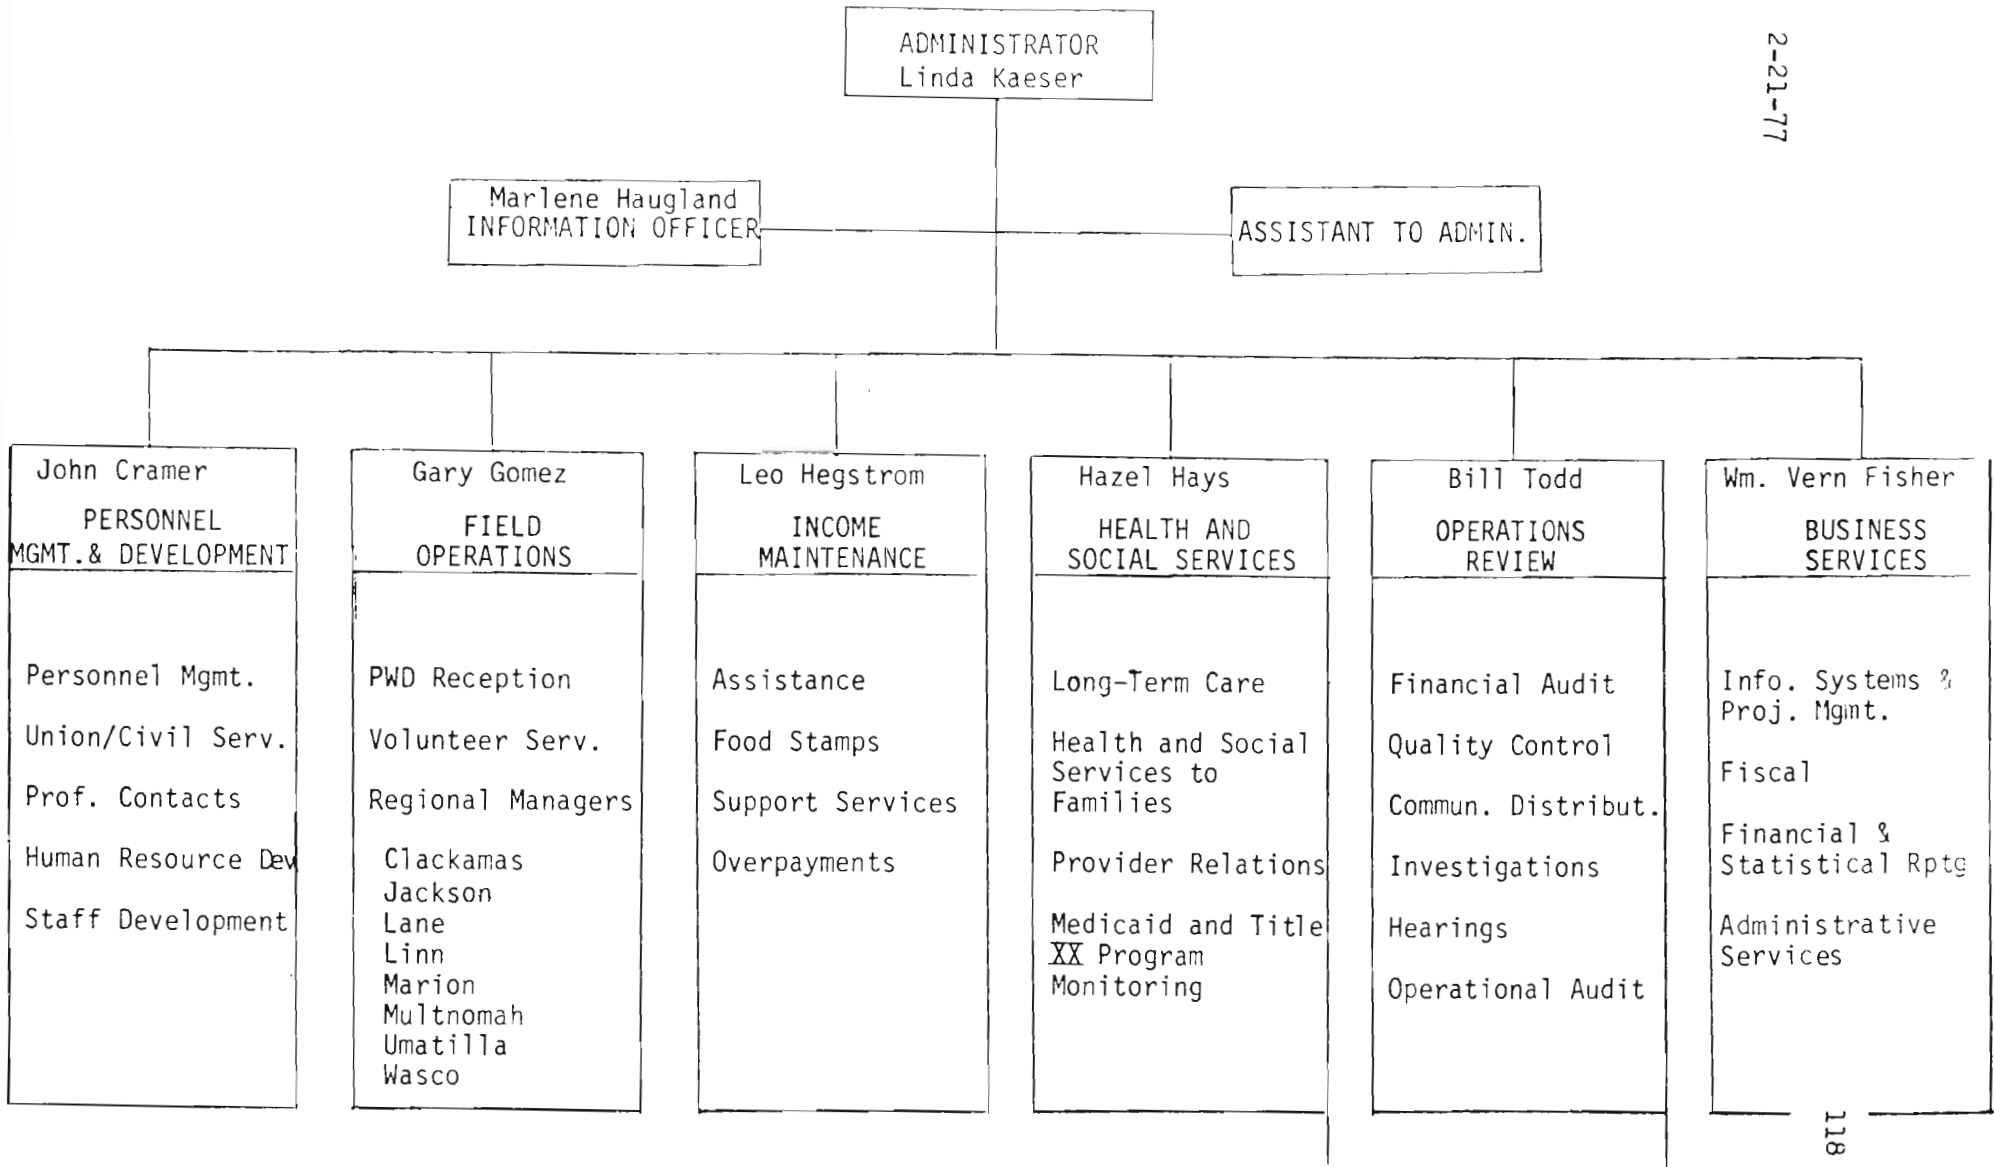 2-21-77
ADMINISTRATOR
Linda Kaeser
Marlene Haugland
INFORMATION OFFICER
ASSISTANT TO ADMIN.
John Cramer
PERSONNEL
MGMT.& DEVELOPMENT
Personnel Mgmt.
Union/Civil Serv.
Prof. Contacts
Human Resource Dev
Staff Development
Gary Gomez
FIELD
OPERATIONS
PWD Reception
Volunteer Serv.
Regional Managers
Clackamas
Jackson
Lane
Linn
Marion
Multnomah
Umatilla
Wasco
Leo Hegstrom
INCOME
MAINTENANCE
Assistance
Food Stamps
Support Services
Overpayments
Hazel Hays
HEALTH AND
SOCIAL SERVICES
Long-Term Care
Health and Social
Services to
Families
Provider Relations
Medicaid and Title
XX Program
Monitoring
Bill Todd
OPERATIONS
REVIEW
Financial Audit
Quality Control
Commun. Distribut.
Investigations
Hearings
Operational Audit
Wm. Vern Fisher
BUSINESS
SERVICES
Info. Systems &
Proj. Mgmt.
Fiscal
Financial &
Statistical Rptg
Administrative
Services
118